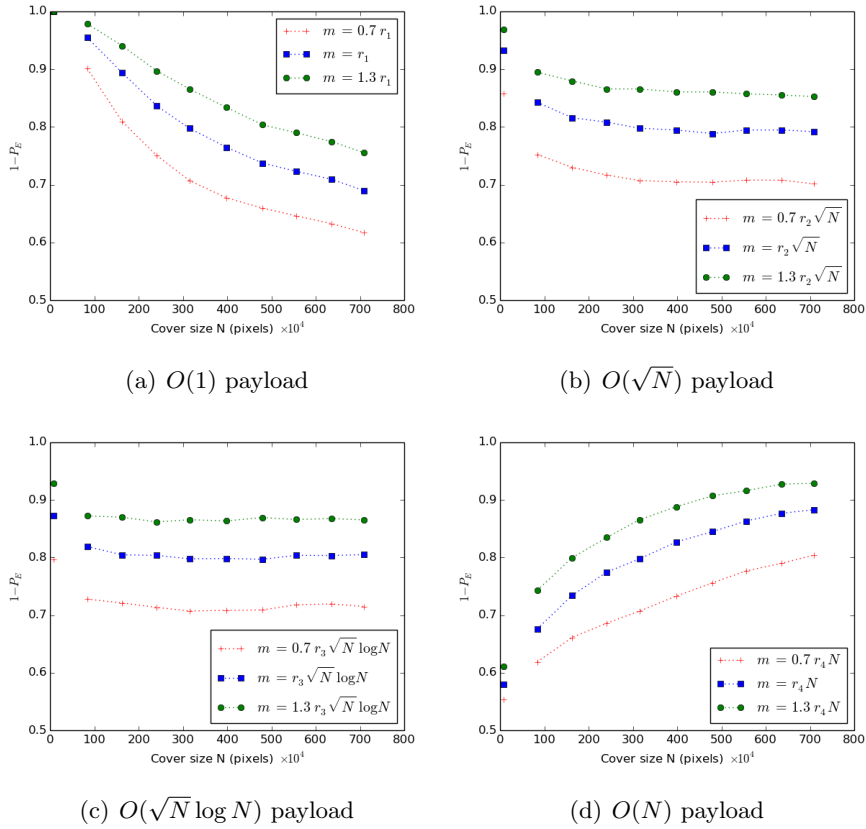 1.0
0.9
0.8
0.7
0.6
0.5
1−P_E
0 100 200 300 400 500 600 700 800
Cover size N (pixels) ×10^4
m = 0.7 r_1
m = r_1
m = 1.3 r_1
(a) O(1) payload
1.0
0.9
0.8
0.7
0.6
0.5
1−P_E
0 100 200 300 400 500 600 700 800
Cover size N (pixels) ×10^4
m = 0.7 r_2 √N
m = r_2 √N
m = 1.3 r_2 √N
(b) O(√N) payload
1.0
0.9
0.8
0.7
0.6
0.5
1−P_E
0 100 200 300 400 500 600 700 800
Cover size N (pixels) ×10^4
m = 0.7 r_3 √N logN
m = r_3 √N logN
m = 1.3 r_3 √N logN
(c) O(√N log N) payload
1.0
0.9
0.8
0.7
0.6
0.5
1−P_E
0 100 200 300 400 500 600 700 800
Cover size N (pixels) ×10^4
m = 0.7 r_4 N
m = r_4 N
m = 1.3 r_4 N
(d) O(N) payload